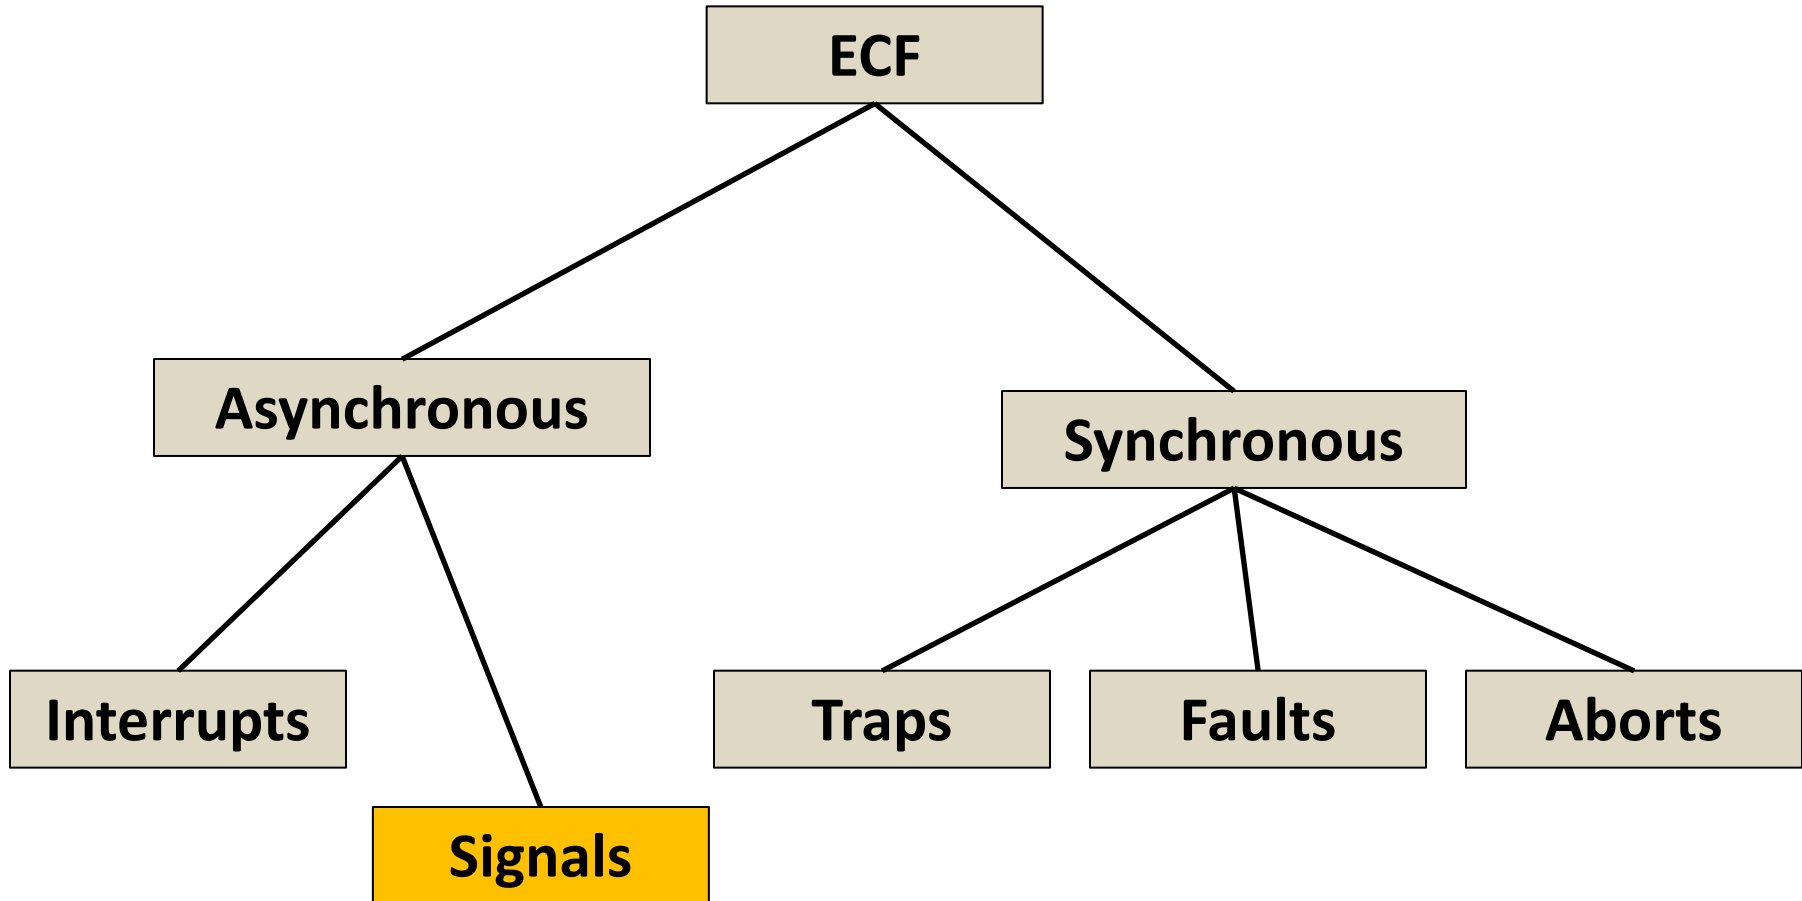 ECF
Asynchronous
Synchronous
Interrupts
Traps
Faults
Aborts
Signals